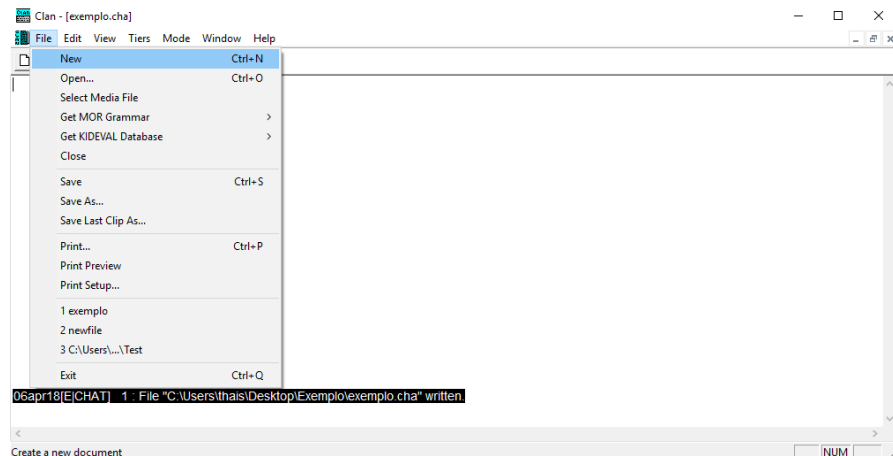 Clan - [exemplo.cha]
File Edit View Tiers Mode Window Help
New Ctrl+N
Open... Ctrl+O
Select Media File
Get MOR Grammar
Get KIDEVAL Database
Close
Save Ctrl+S
Save As...
Save Last Clip As...
Print... Ctrl+P
Print Preview
Print Setup...
1 exemplo
2 newfile
3 C:\Users\...\Test
Exit Ctrl+Q
06apr18[E|CHAT] 1 : File "C:\Users\thais\Desktop\Exemplo\exemplo.cha" written.
Create a new document NUM